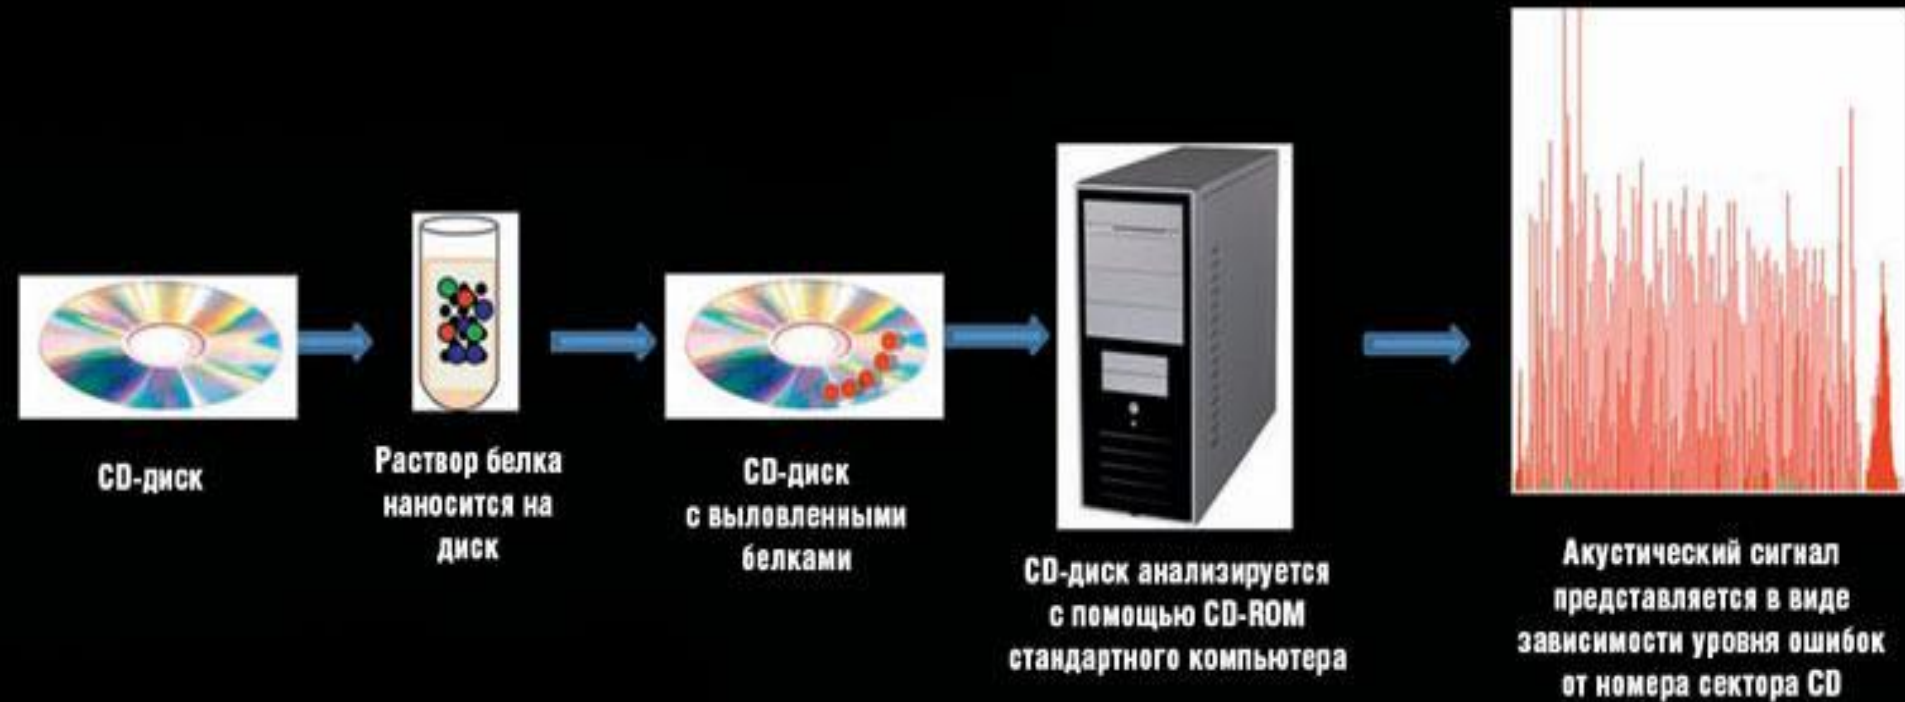 CD-диск
Раствор белка
наносится на
диск
CD-диск
с выловленными
белками
CD-диск анализируется
с помощью CD-ROM
стандартного компьютера
Акустический сигнал
представляется в виде
зависимости уровня ошибок
от номера сектора CD